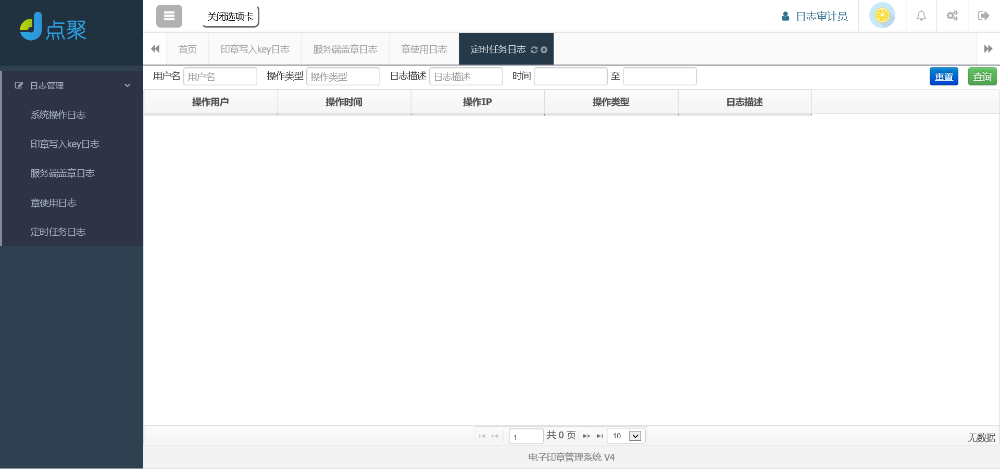 点聚
关闭选项卡
日志审计员
首页 印章写入key日志 服务端盖章日志 章使用日志 定时任务日志
日志管理
系统操作日志
印章写入key日志
服务端盖章日志
章使用日志
定时任务日志
用户名 用户名 操作类型 操作类型 日志描述 日志描述 时间 至 重置 查询
操作用户 操作时间 操作IP 操作类型 日志描述
1 共 0 页 10 无数据
电子印章管理系统 V4